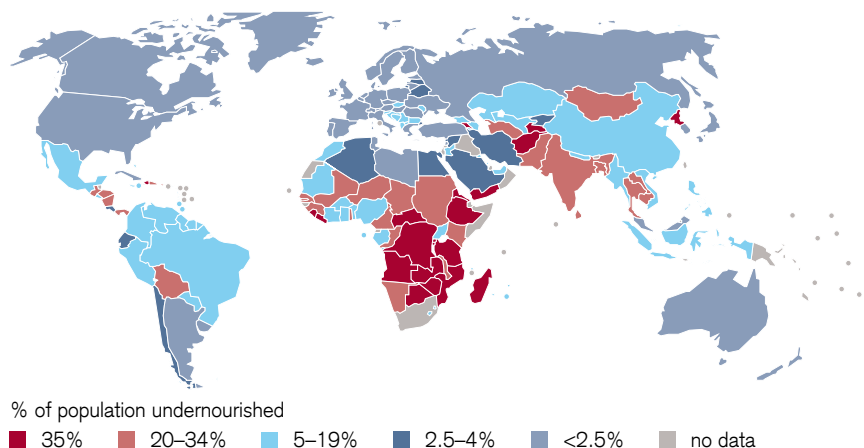 % of population undernourished
35% 20–34% 5–19% 2.5–4% <2.5% no data